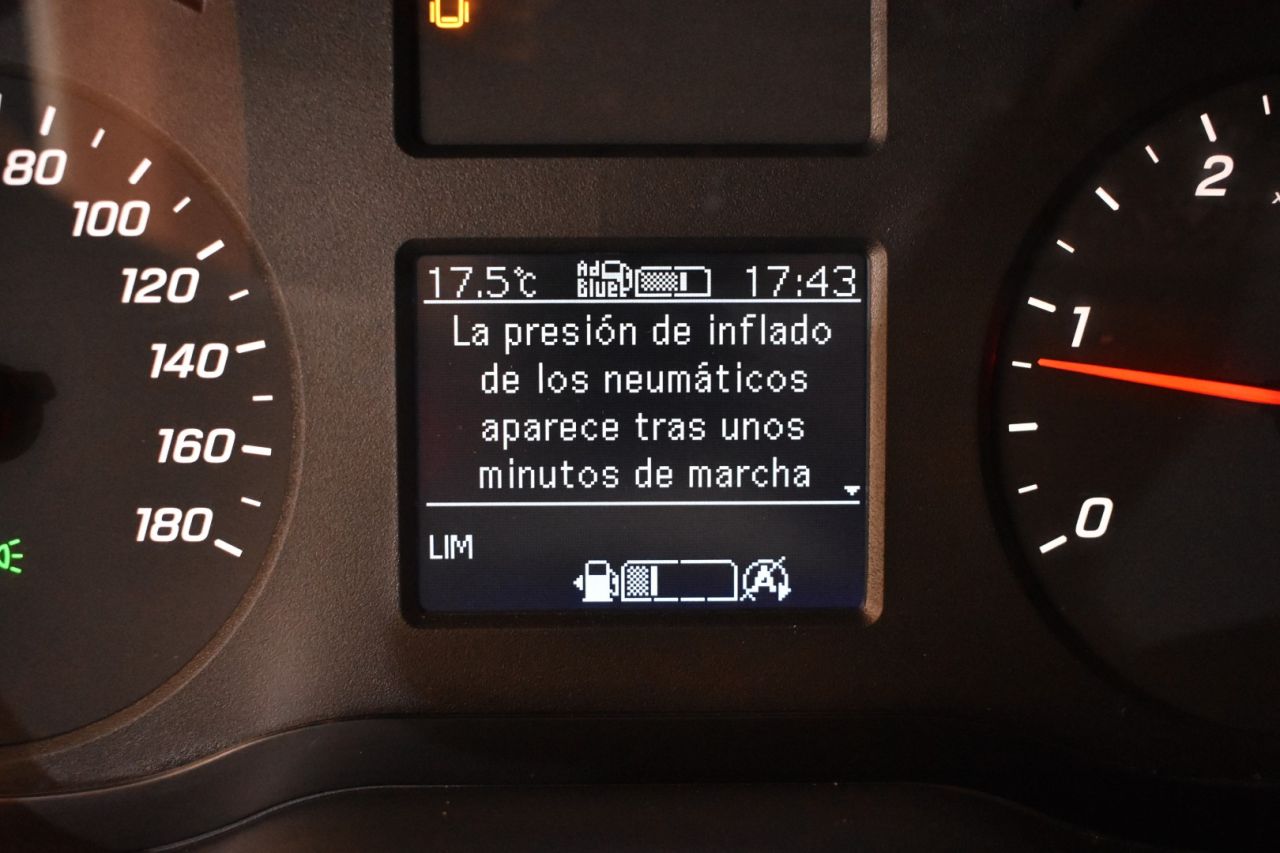 80
100
120
140
160
180
17.5°C Ad Blue 17:43
La presión de inflado
de los neumáticos
aparece tras unos
minutos de marcha
LIM
A
2
1
0